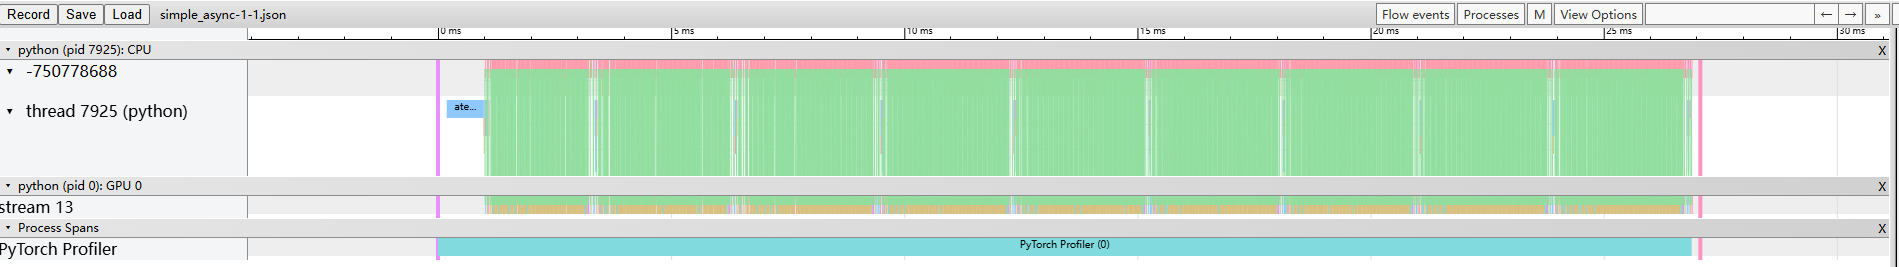 Record Save Load simple_async-1-1.json Flow events Processes M View Options ← → »
0 ms 5 ms 10 ms 15 ms 20 ms 25 ms 30 ms
python (pid 7925): CPU X
-750778688
ate...
thread 7925 (python)
python (pid 0): GPU 0 X
stream 13
Process Spans X
PyTorch Profiler PyTorch Profiler (0)